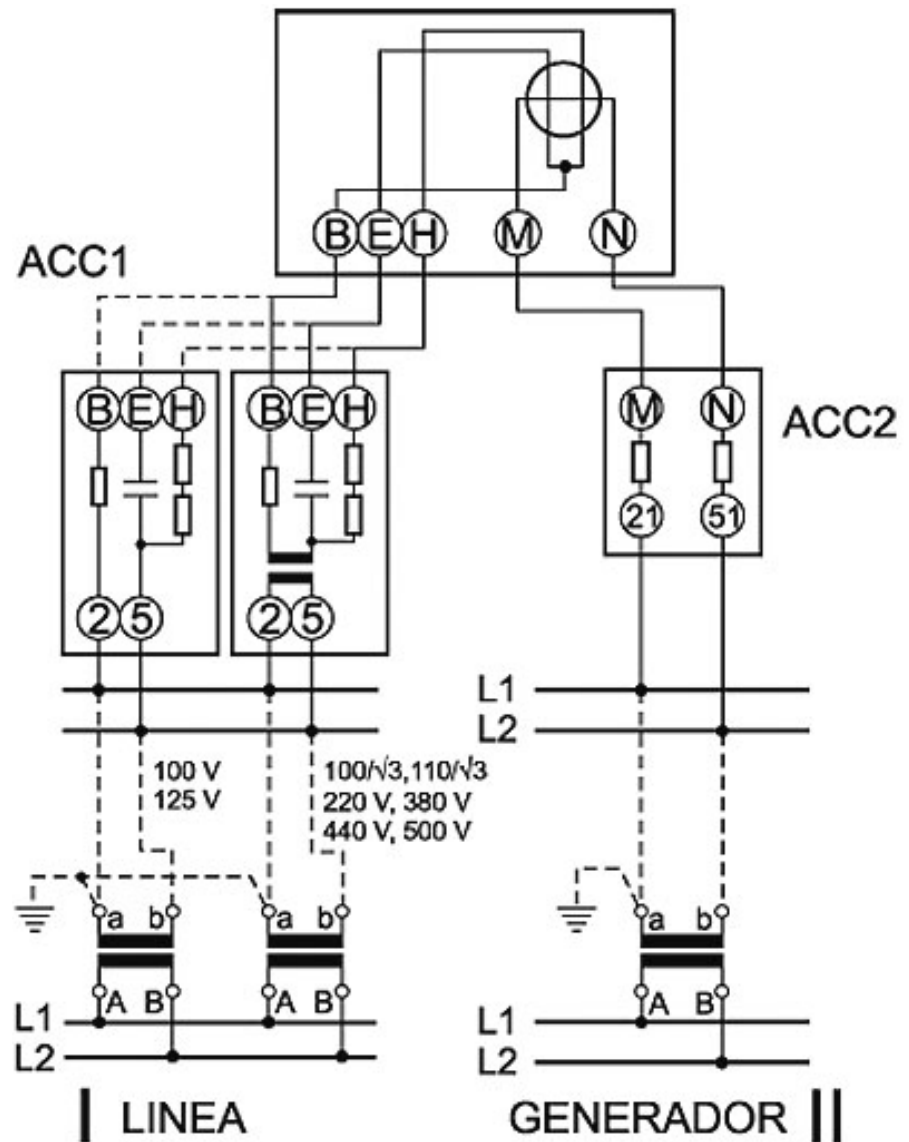 B E H M N
ACC1
B E H B E H M N
ACC2
21 51
2 5 2 5
L1
L2
100 V
125 V
100/√3, 110/√3
220 V, 380 V
440 V, 500 V
a b a b a b
A B A B A B
L1 L1
L2 L2
I LINEA GENERADOR II